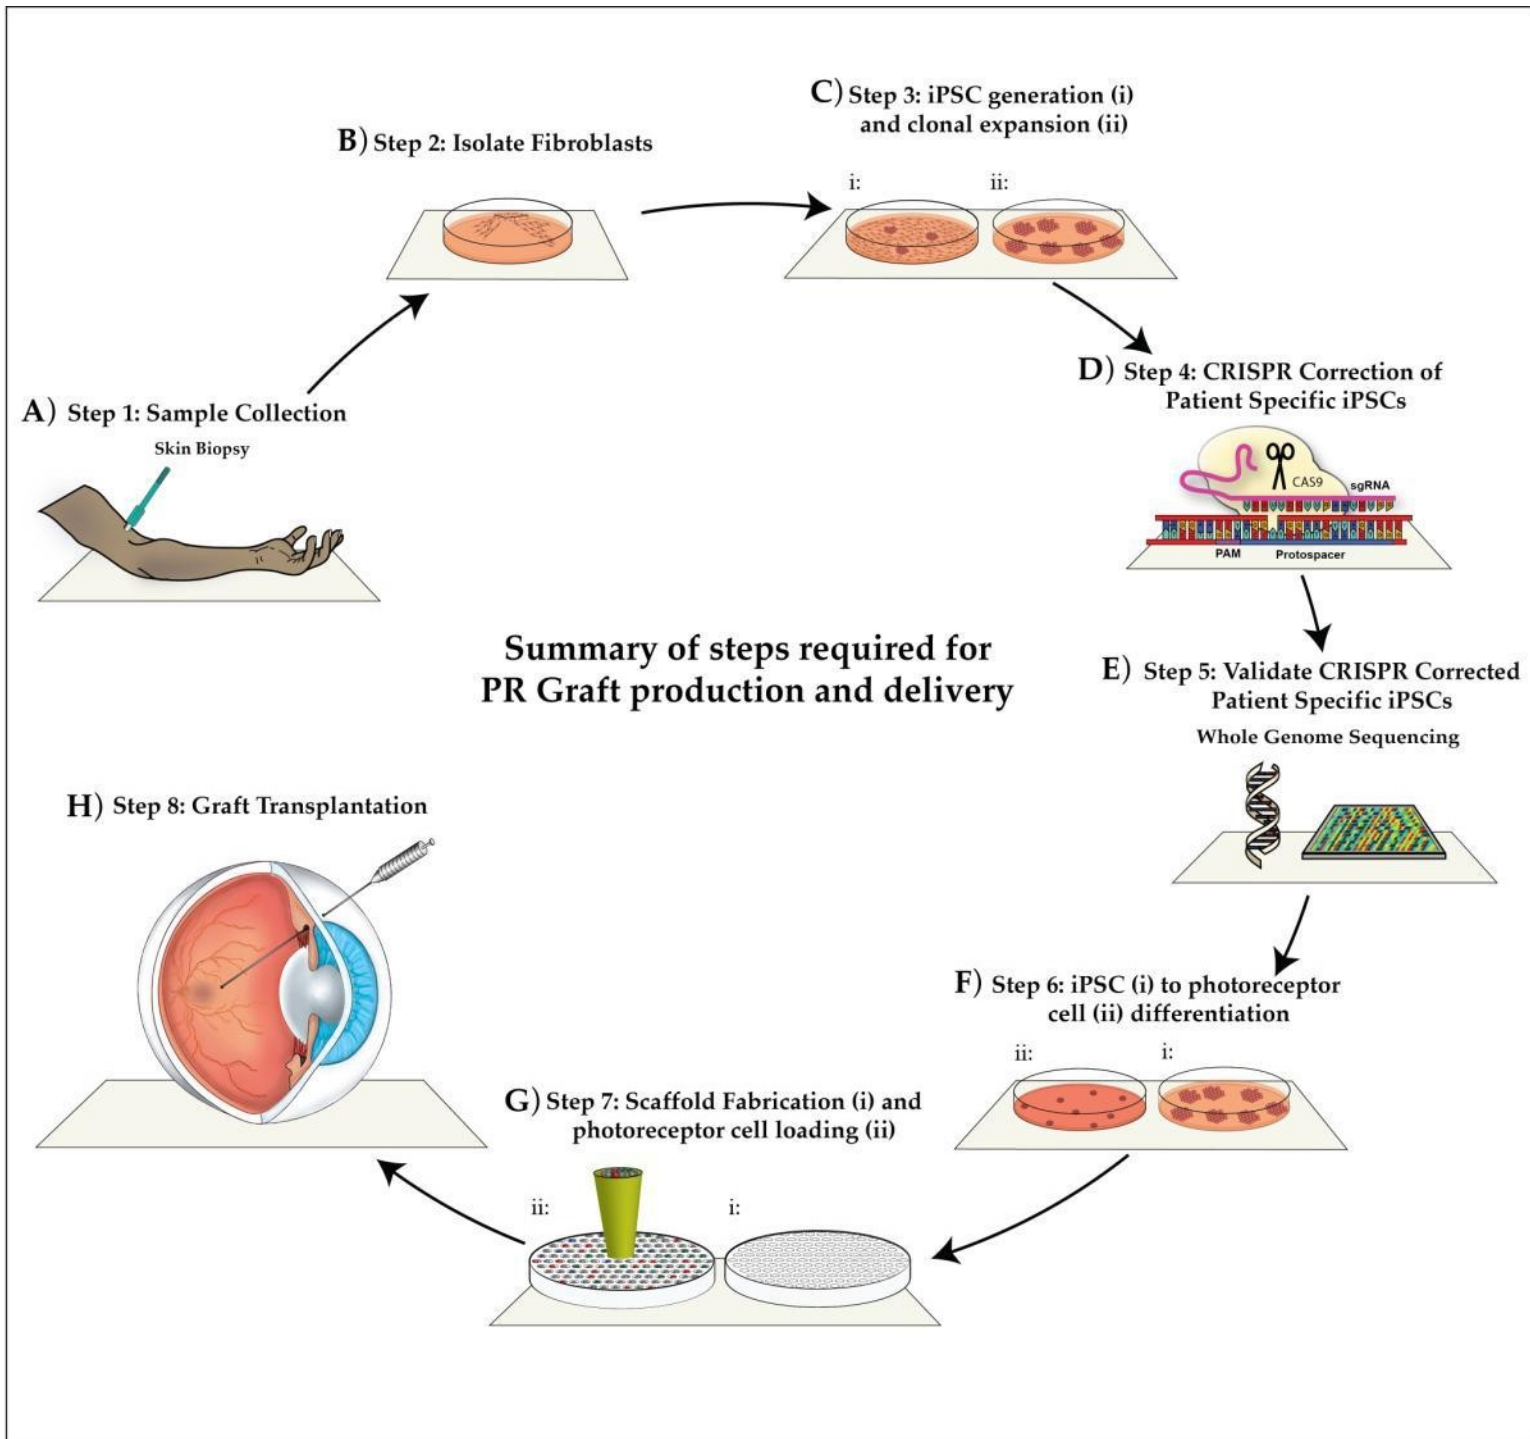 A) Step 1: Sample Collection
Skin Biopsy
B) Step 2: Isolate Fibroblasts
C) Step 3: iPSC generation (i)
and clonal expansion (ii)
i:
ii:
D) Step 4: CRISPR Correction of
Patient Specific iPSCs
CAS9
sgRNA
PAM
Protospacer
E) Step 5: Validate CRISPR Corrected
Patient Specific iPSCs
Whole Genome Sequencing
F) Step 6: iPSC (i) to photoreceptor
cell (ii) differentiation
ii:
i:
G) Step 7: Scaffold Fabrication (i) and
photoreceptor cell loading (ii)
ii:
i:
H) Step 8: Graft Transplantation
Summary of steps required for
PR Graft production and delivery